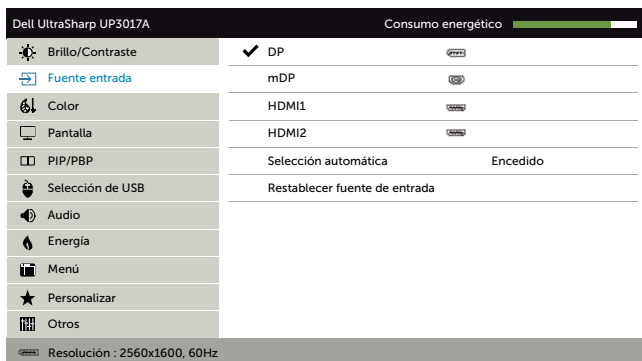 Dell UltraSharp UP3017A Consumo energético
Brillo/Contraste DP
Fuente entrada mDP
Color HDMI1
Pantalla HDMI2
PIP/PBP Selección automática Encedido
Selección de USB Restablecer fuente de entrada
Audio
Energía
Menú
Personalizar
Otros
Resolución : 2560x1600, 60Hz